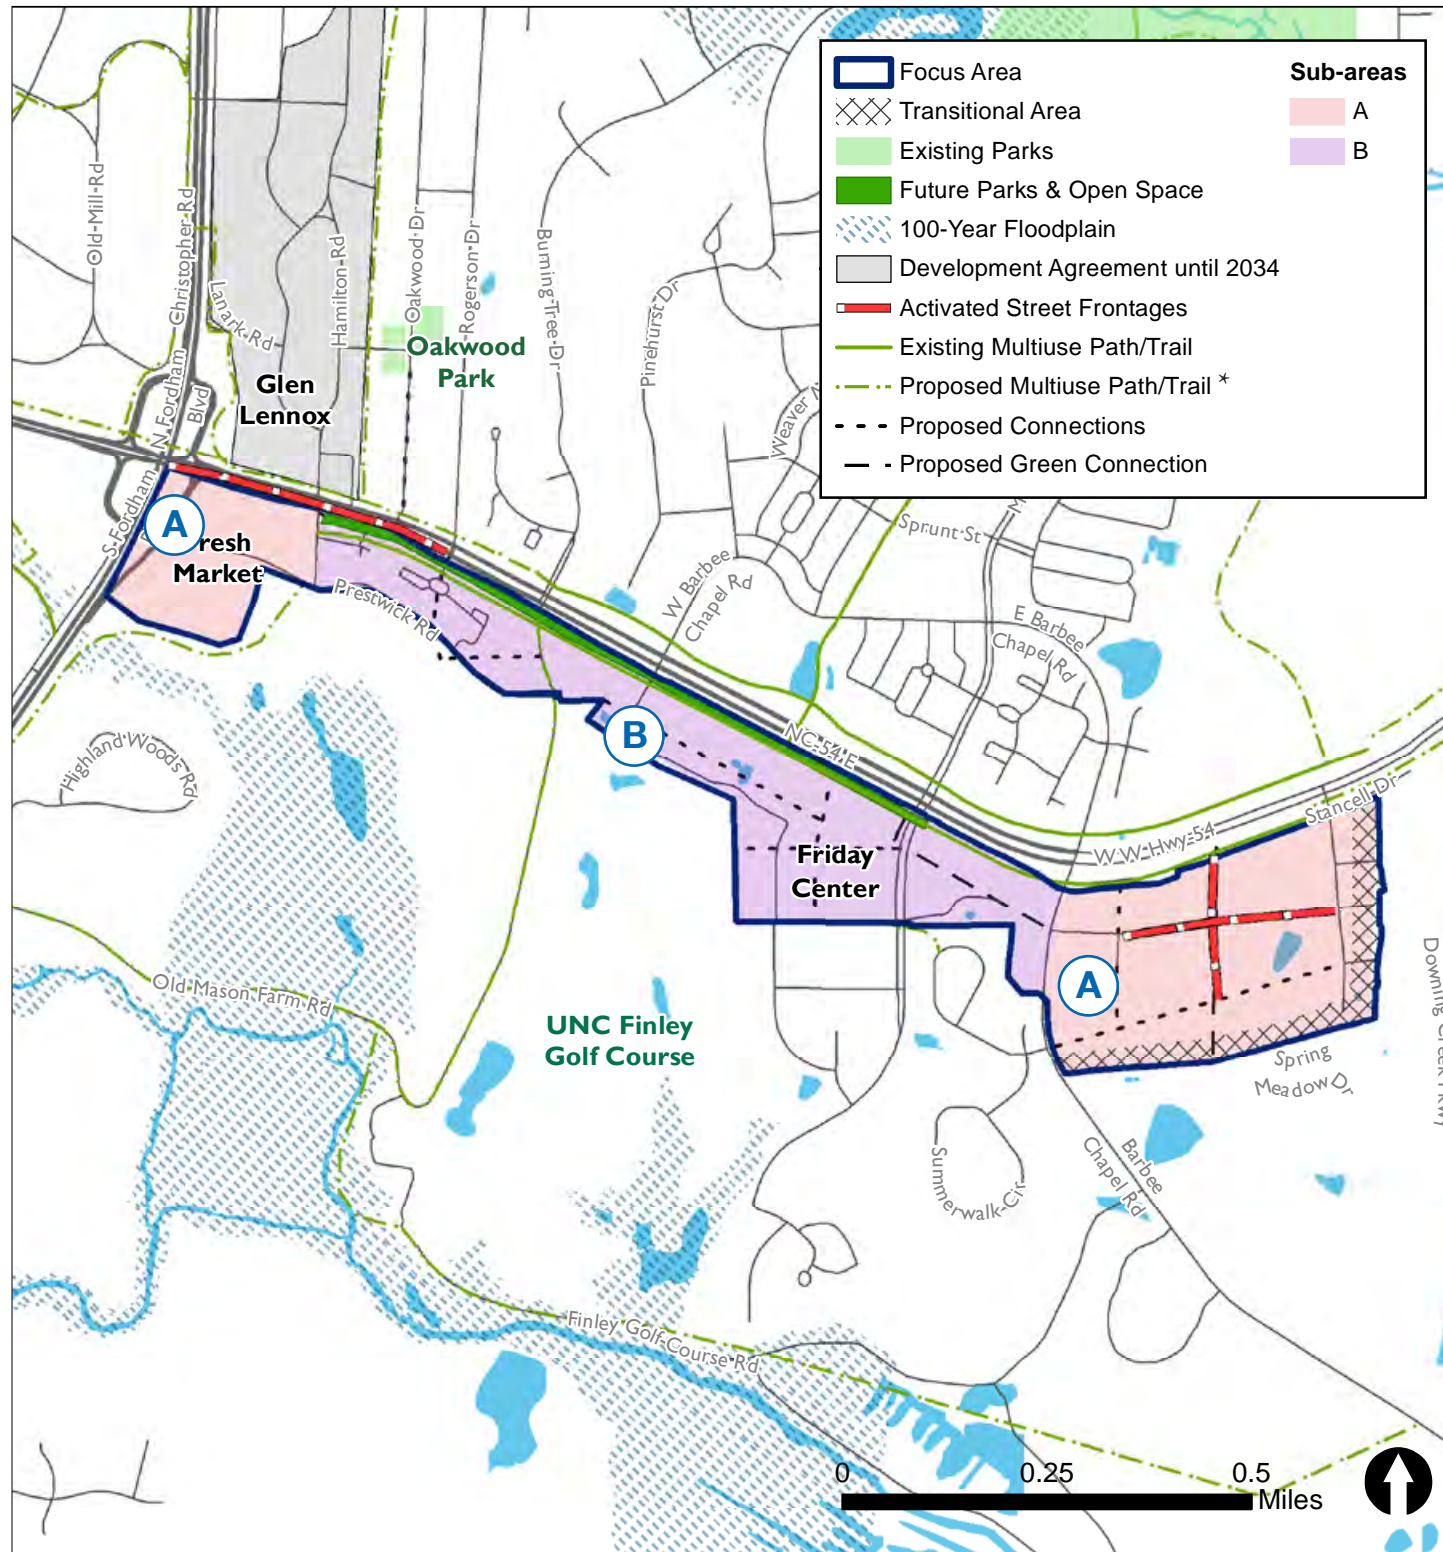 Focus Area
Transitional Area
Existing Parks
Future Parks & Open Space
100-Year Floodplain
Development Agreement until 2034
Activated Street Frontages
Existing Multiuse Path/Trail
Proposed Multiuse Path/Trail *
Proposed Connections
Proposed Green Connection
Sub-areas
A
B
Old-Mill-Rd
Christopher-Rd
N Fordham
Blvd
Lanark-Rd
Hamilton-Rd
Oakwood-Dr
Rogerson-Dr
Burning-Tree-Dr
Pinehurst Dr
Weaver
Oakwood
Park
Glen
Lennox
S Fordham
A
resh
Market
Prestwick Rd
W Barbee
Chapel Rd
Sprunt-St
E Barbee
Chapel Rd
NC-54-E
B
Highland Woods Rd
Friday
Center
W W Hwy-54
Stancell Dr
A
Old Mason Farm Rd
UNC Finley
Golf Course
Spring
Meadow Dr
Downing Creek Pkwy
Summerwalk-Cir
Barbee
Chapel Rd
Finley Golf-Course Rd
0
0.25
0.5
Miles